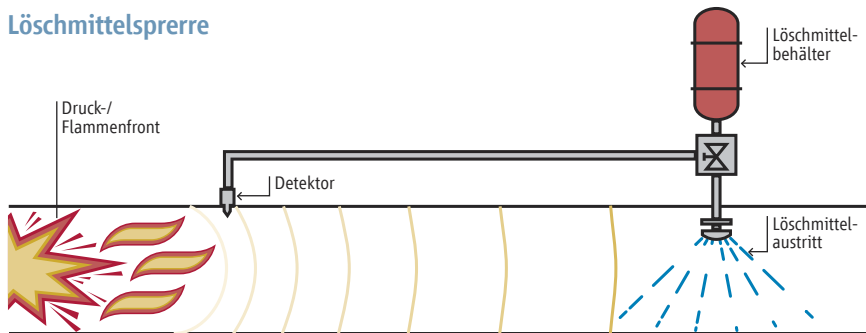 Löschmittelsprerre
Löschmittel-
behälter
Druck-/
Flammenfront
Detektor
Löschmittel-
austritt